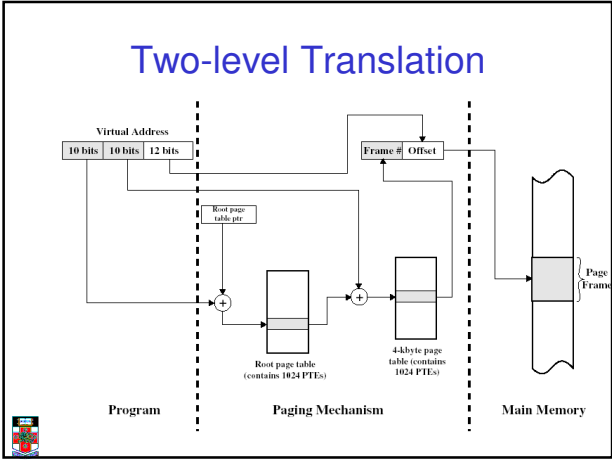 Two-level Translation
Virtual Address
10 bits 10 bits 12 bits
Frame # Offset
Root page
table ptr
+
+
Page
Frame
Root page table
(contains 1024 PTEs)
4-kbyte page
table (contains
1024 PTEs)
Program Paging Mechanism Main Memory